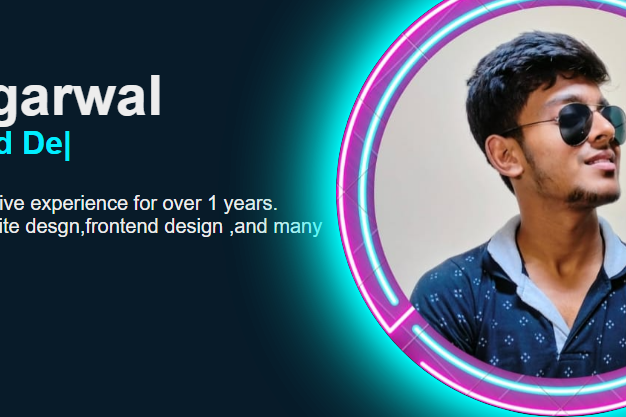 garwal
d De|
ive experience for over 1 years.
ite desgn,frontend design ,and many